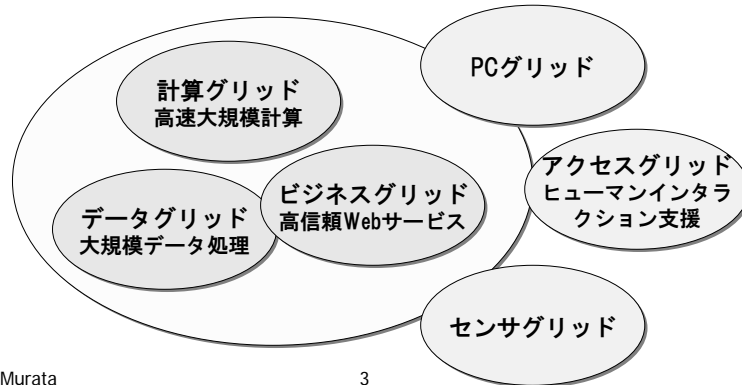 PCグリッド
計算グリッド
高速大規模計算
アクセスグリッド
ヒューマンインタラ
クション支援
ビジネスグリッド
高信頼Webサービス
データグリッド
大規模データ処理
センサグリッド
Murata
3